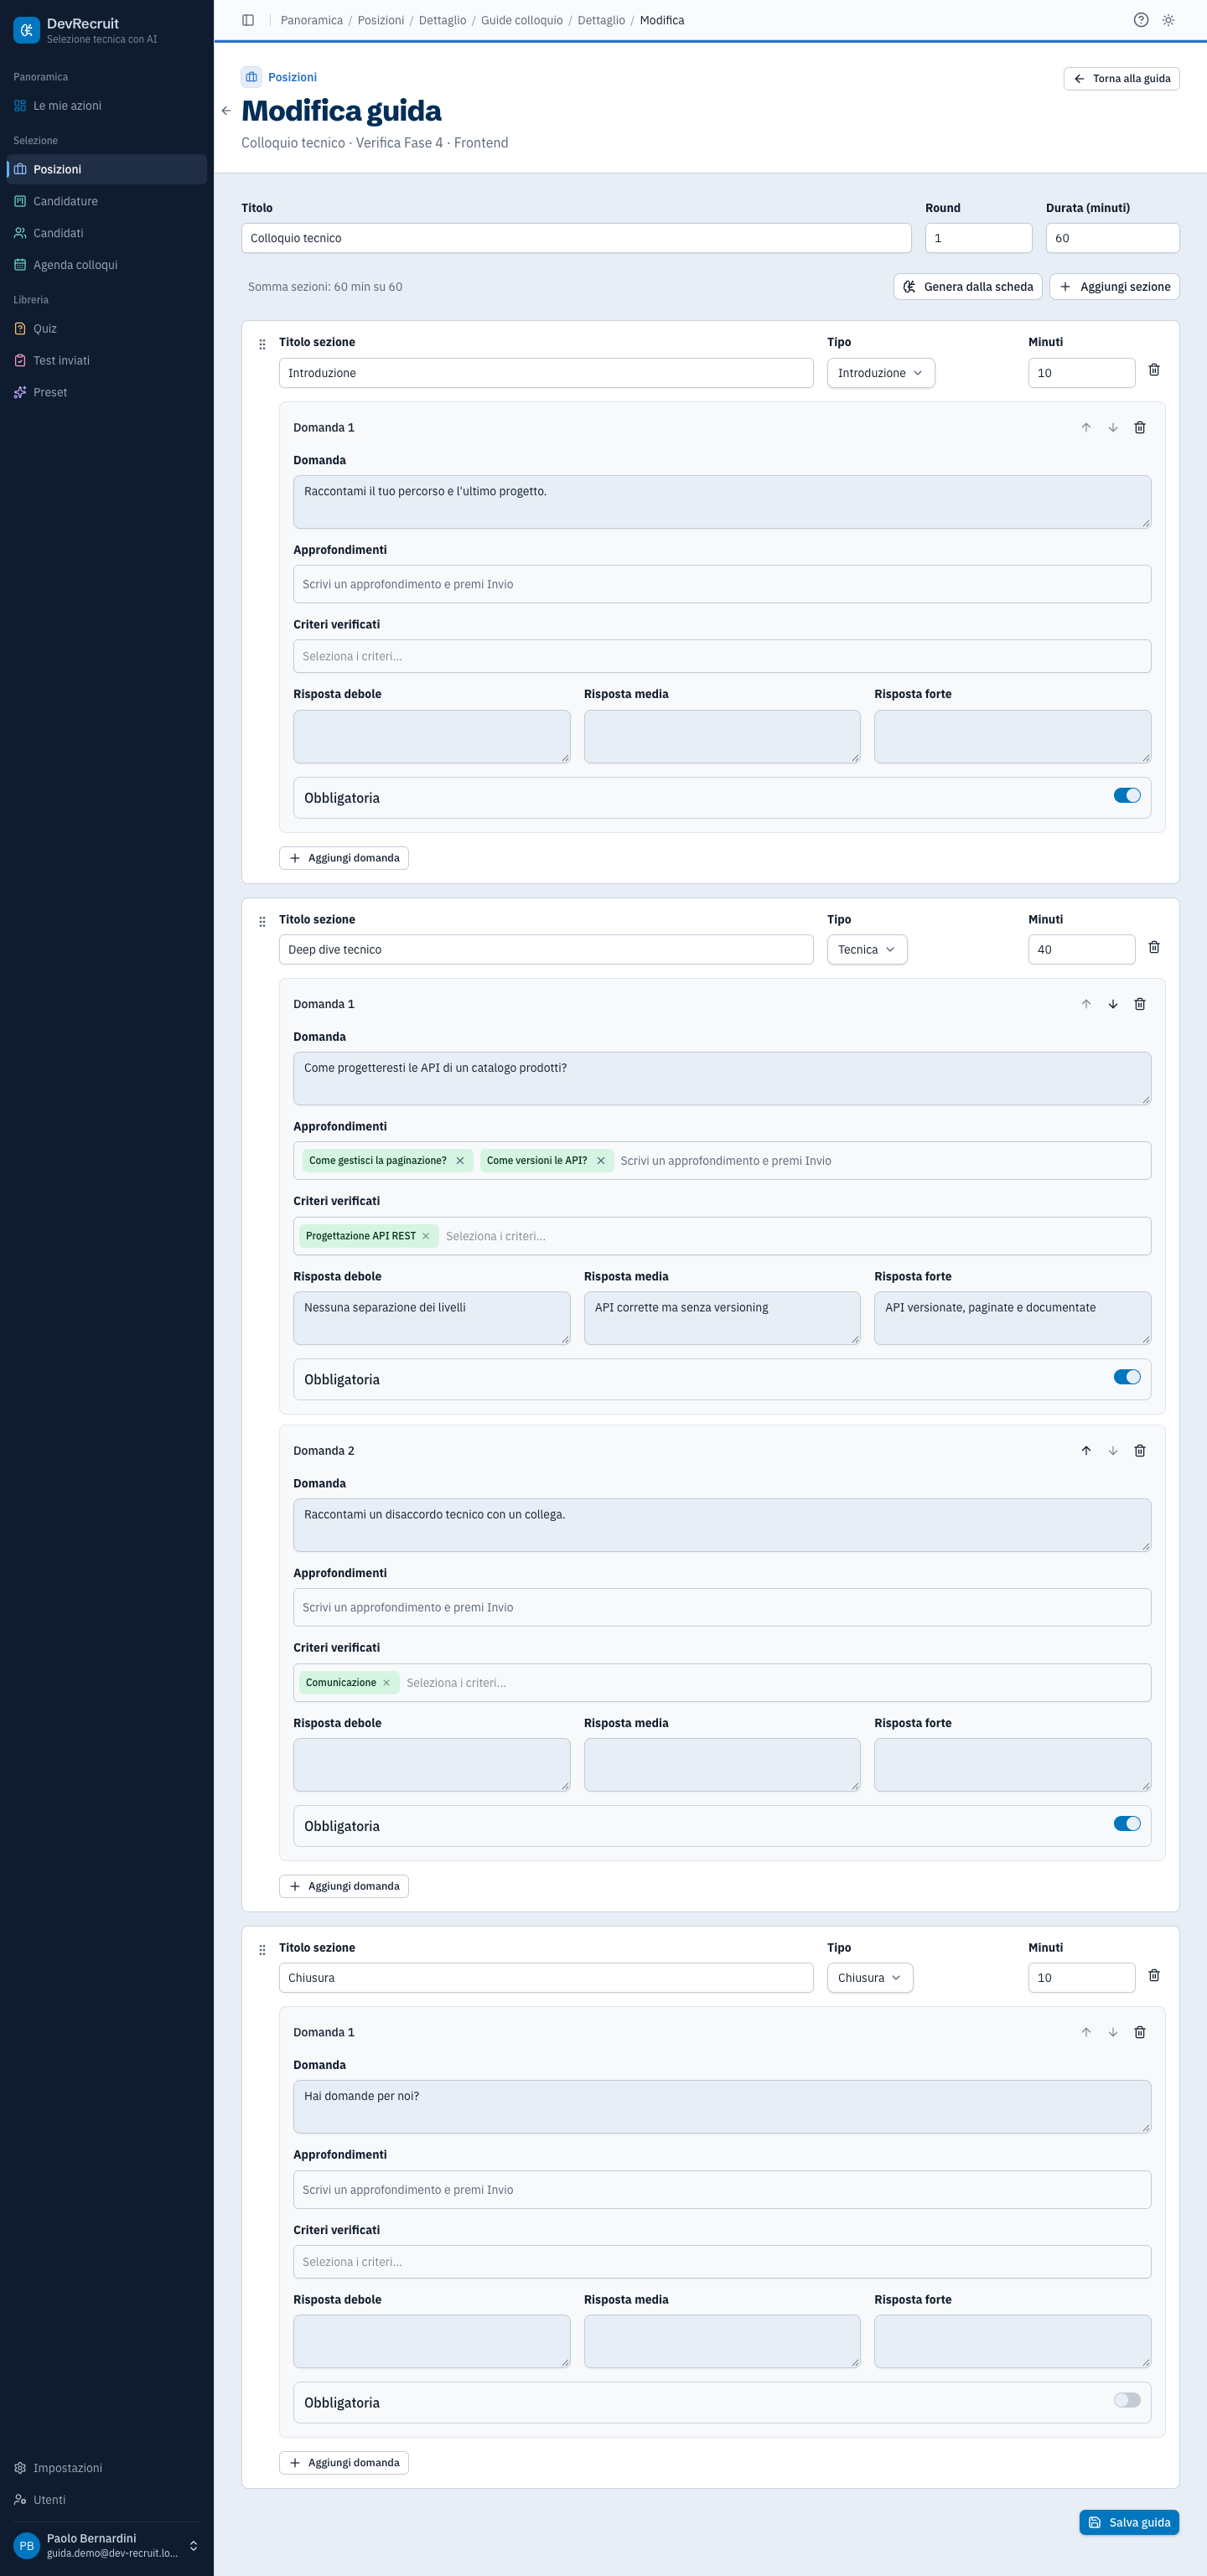 DevRecruit
Selezione tecnica con AI
Panoramica
Le mie azioni
Selezione
Posizioni
Candidature
Candidati
Agenda colloqui
Libreria
Quiz
Test inviati
Preset
Impostazioni
Utenti
PB
Paolo Bernardini
guida.demo@dev-recruit.lo...
Panoramica / Posizioni / Dettaglio / Guide colloquio / Dettaglio / Modifica
Posizioni
Torna alla guida
Modifica guida
Colloquio tecnico · Verifica Fase 4 · Frontend
Titolo Round Durata (minuti)
Colloquio tecnico 1 60
Somma sezioni: 60 min su 60 Genera dalla scheda Aggiungi sezione
Titolo sezione Tipo Minuti
Introduzione Introduzione 10
Domanda 1
Domanda
Raccontami il tuo percorso e l'ultimo progetto.
Approfondimenti
Scrivi un approfondimento e premi Invio
Criteri verificati
Seleziona i criteri...
Risposta debole Risposta media Risposta forte
Obbligatoria
Aggiungi domanda
Titolo sezione Tipo Minuti
Deep dive tecnico Tecnica 40
Domanda 1
Domanda
Come progetteresti le API di un catalogo prodotti?
Approfondimenti
Come gestisci la paginazione? Come versioni le API? Scrivi un approfondimento e premi Invio
Criteri verificati
Progettazione API REST Seleziona i criteri...
Risposta debole Risposta media Risposta forte
Nessuna separazione dei livelli API corrette ma senza versioning API versionate, paginate e documentate
Obbligatoria
Domanda 2
Domanda
Raccontami un disaccordo tecnico con un collega.
Approfondimenti
Scrivi un approfondimento e premi Invio
Criteri verificati
Comunicazione Seleziona i criteri...
Risposta debole Risposta media Risposta forte
Obbligatoria
Aggiungi domanda
Titolo sezione Tipo Minuti
Chiusura Chiusura 10
Domanda 1
Domanda
Hai domande per noi?
Approfondimenti
Scrivi un approfondimento e premi Invio
Criteri verificati
Seleziona i criteri...
Risposta debole Risposta media Risposta forte
Obbligatoria
Aggiungi domanda
Salva guida